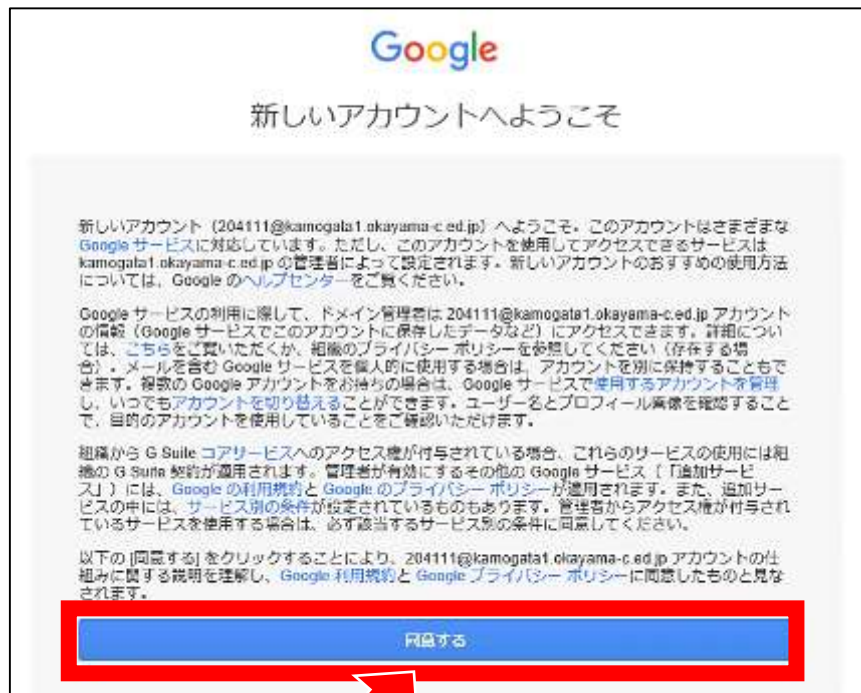 Google
新しいアカウントへようこそ
新しいアカウント（204111@kamogata1.okayama-c.ed.jp）へようこそ。このアカウントはさまざまな
Google サービスに対応しています。ただし、このアカウントを使用してアクセスできるサービスは
kamogata1.okayama-c.ed.jp の管理者によって設定されます。新しいアカウントのおすすめの使用方法
については、Google のヘルプセンターをご覧ください。
Google サービスの利用に際して、ドメイン管理者は 204111@kamogata1.okayama-c.ed.jp アカウント
の情報（Google サービスでこのアカウントに保存したデータなど）にアクセスできます。詳細につい
ては、こちらをご覧いただくか、組織のプライバシー ポリシーを参照してください（存在する場
合）。メールを含む Google サービスを個人的に使用する場合は、アカウントを別に保持することもで
きます。複数の Google アカウントをお持ちの場合は、Google サービスで使用するアカウントを管理
し、いつでもアカウントを切り替えることができます。ユーザー名とプロフィール画像を確認すること
で、目的のアカウントを使用していることをご確認いただけます。
組織から G Suite コアサービスへのアクセス権が付与されている場合、これらのサービスの使用には組
織の G Suite 契約が適用されます。管理者が有効にするその他の Google サービス（「追加サービ
ス」）には、Google の利用規約と Google のプライバシー ポリシーが適用されます。また、追加サー
ビスの中には、サービス別の条件が設定されているものもあります。管理者からアクセス権が付与され
ているサービスを使用する場合は、必ず該当するサービス別の条件に同意してください。
以下の [同意する] をクリックすることにより、204111@kamogata1.okayama-c.ed.jp アカウントの仕
組みに関する説明を理解し、Google 利用規約と Google プライバシー ポリシーに同意したものと見な
されます。
同意する